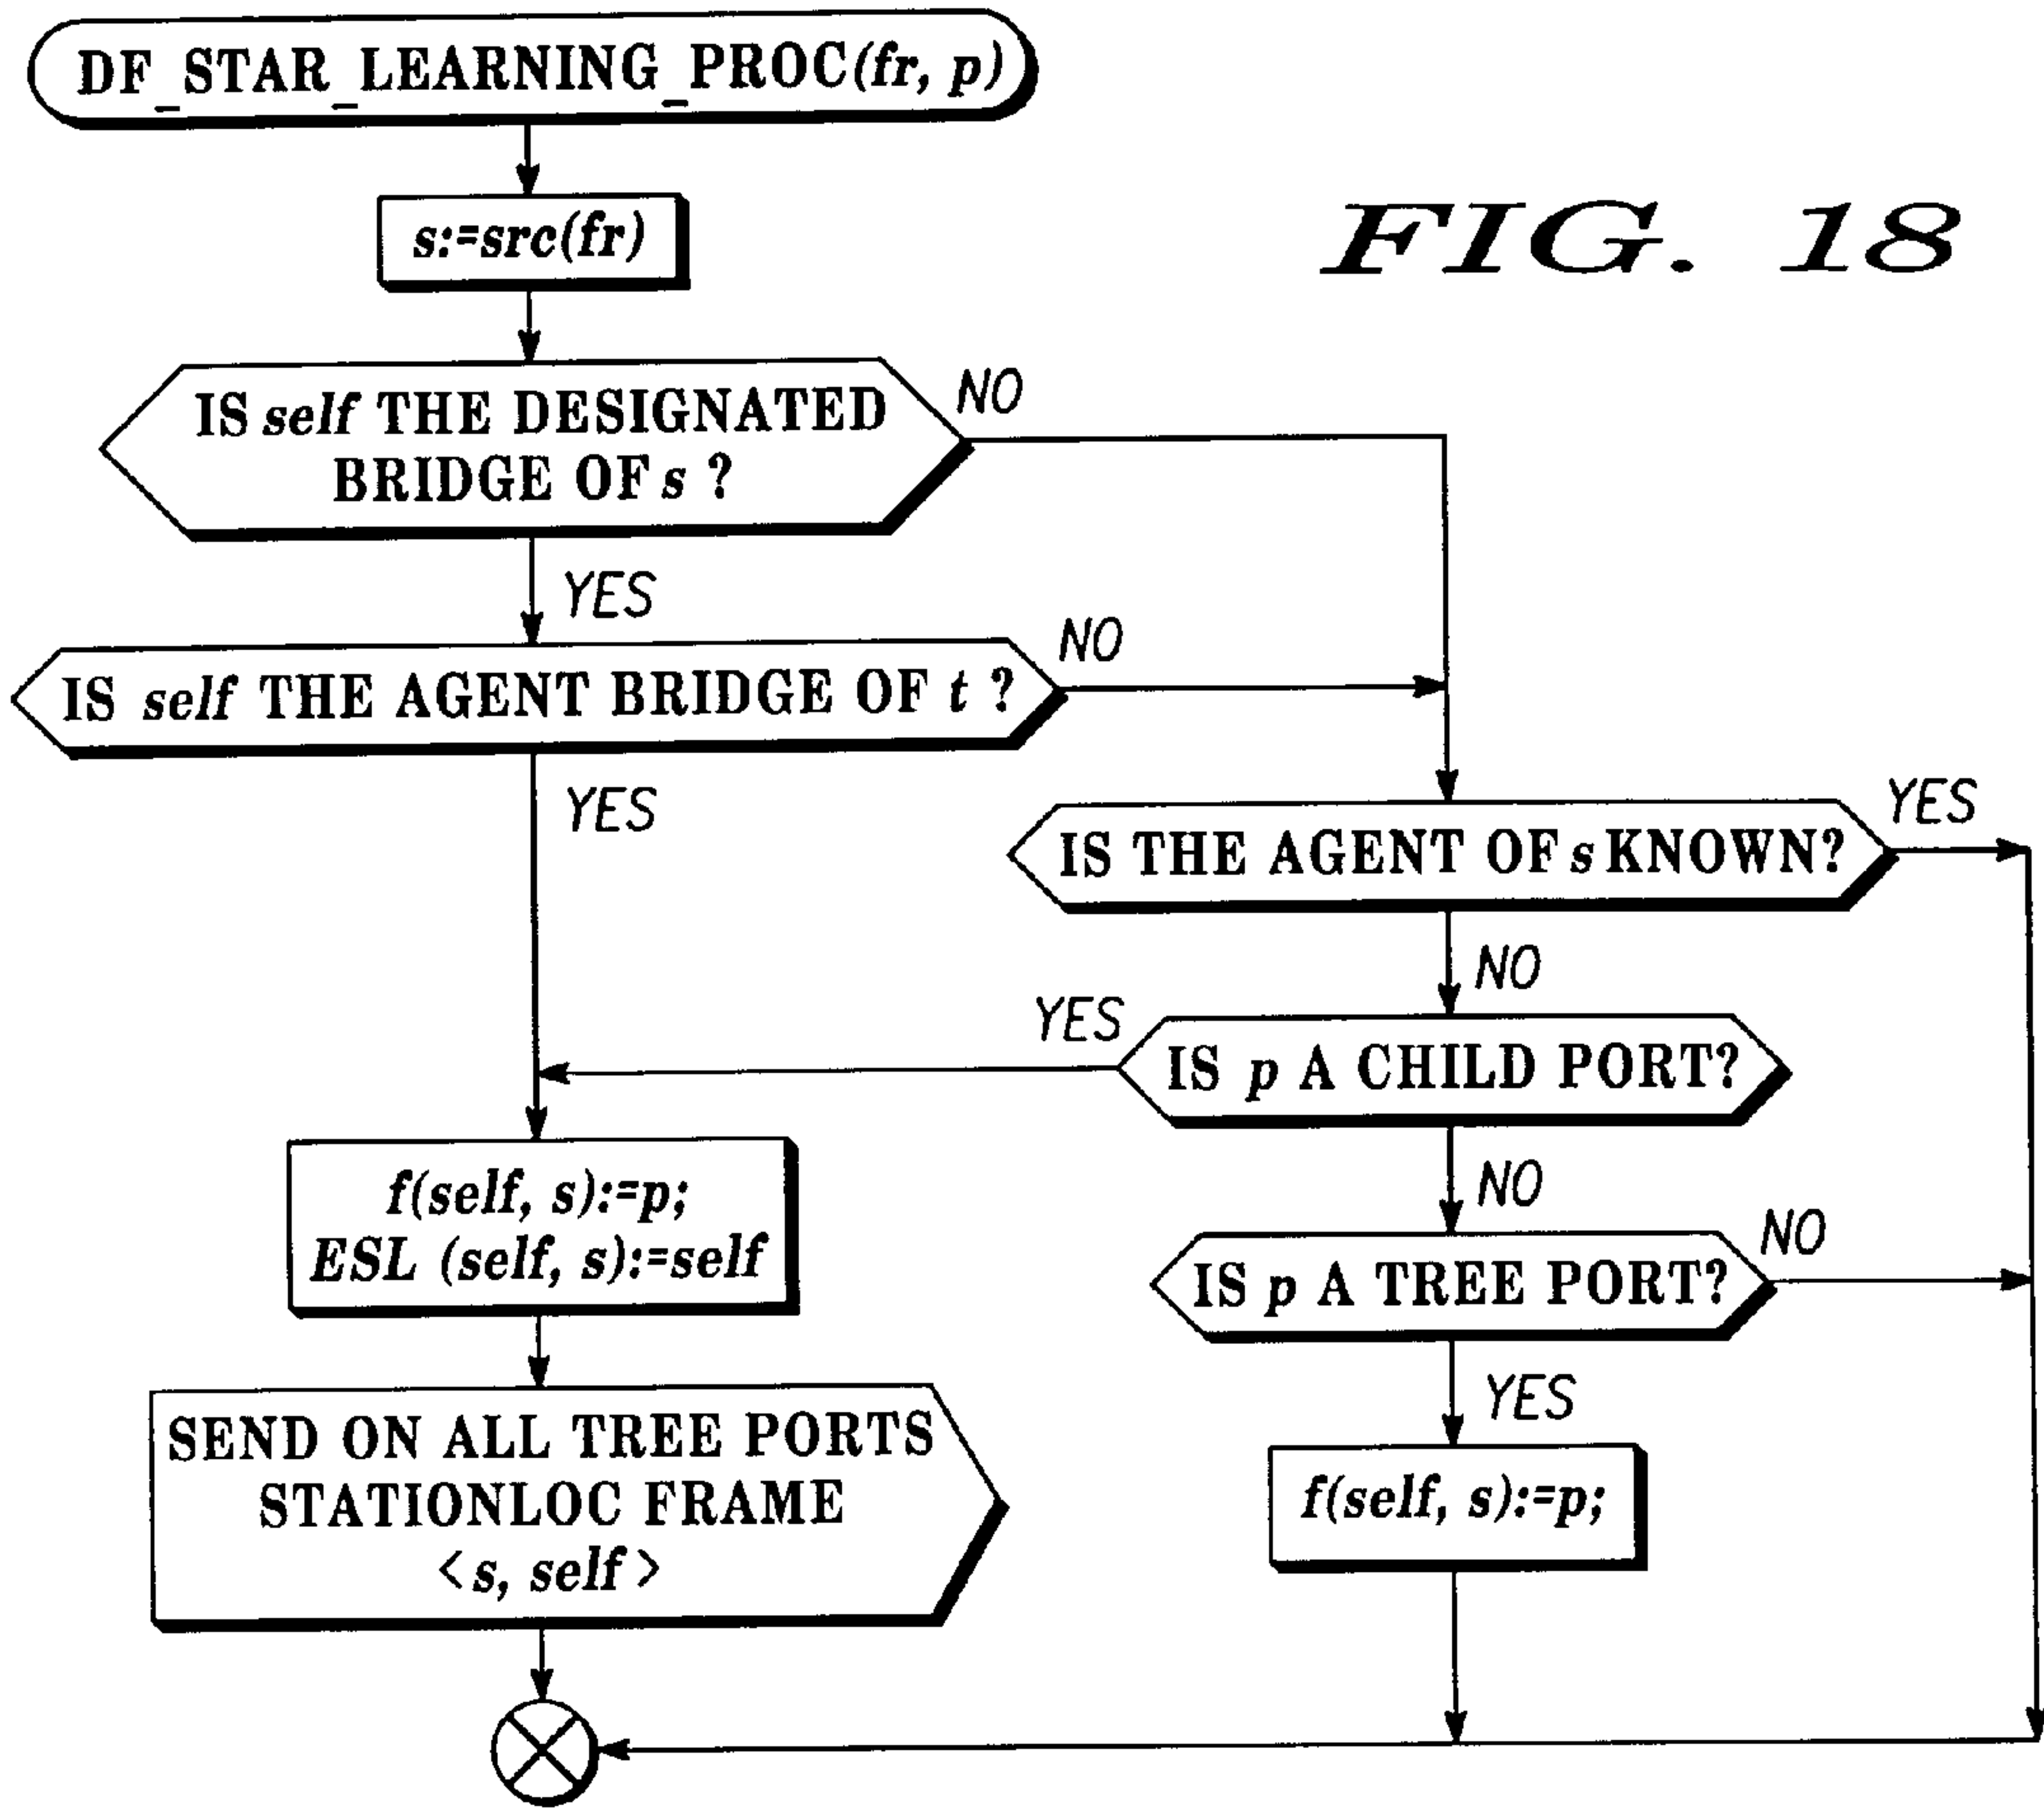 DF_STAR_LEARNING_PROC(fr, p)
FIG. 18
s:=src(fr)
IS self THE DESIGNATED
BRIDGE OF s ?
NO
YES
IS self THE AGENT BRIDGE OF t ?
NO
YES
IS THE AGENT OF s KNOWN?
YES
NO
YES
IS p A CHILD PORT?
NO
f(self, s):=p;
ESL (self, s):=self
IS p A TREE PORT?
NO
YES
SEND ON ALL TREE PORTS
STATIONLOC FRAME
<s, self>
f(self, s):=p;